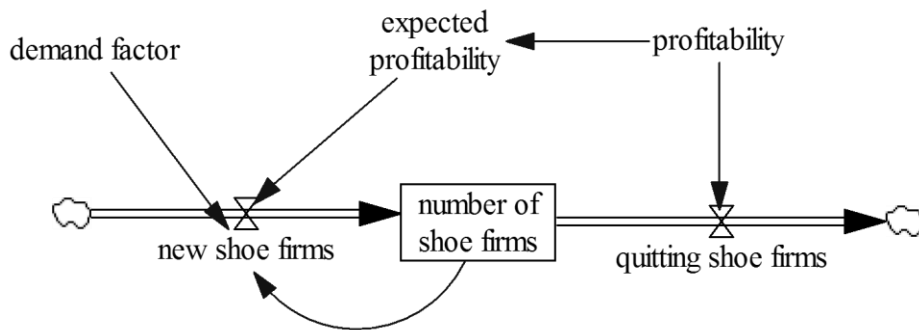 demand factor
expected
profitability
profitability
new shoe firms
number of
shoe firms
quitting shoe firms